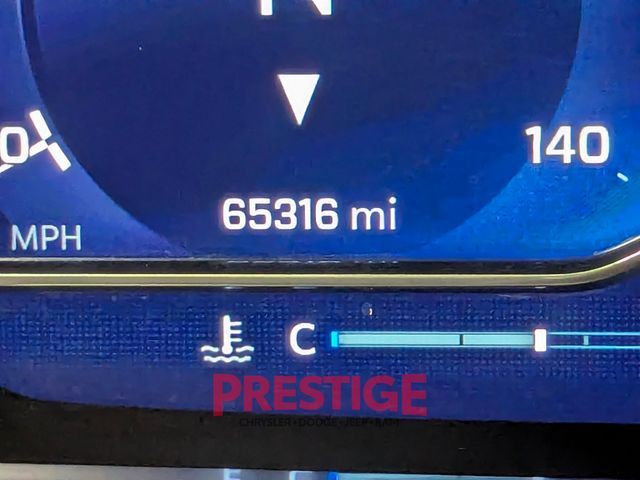 N
0
140
65316 mi
MPH
C
PRESTIGE
CHRYSLER • DODGE • JEEP • RAM